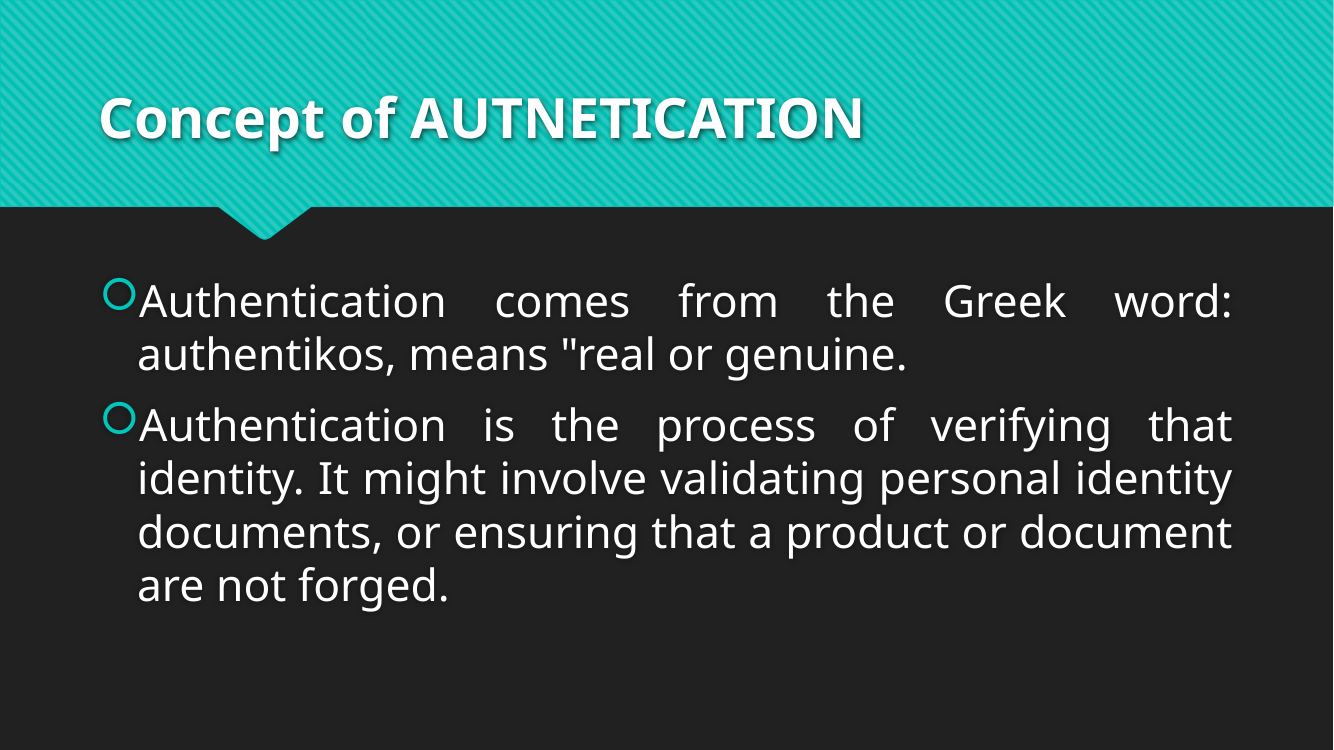 Concept of AUTNETICATION
Authentication comes from the Greek word:
authentikos, means "real or genuine.
Authentication is the process of verifying that
identity. It might involve validating personal identity
documents, or ensuring that a product or document
are not forged.